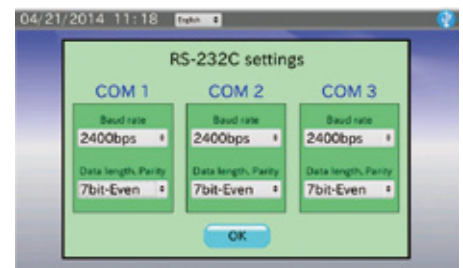 04/21/2014 11:18 English
RS-232C settings
COM 1 COM 2 COM 3
Baud rate Baud rate Baud rate
2400bps 2400bps 2400bps
Data length, Parity Data length, Parity Data length, Parity
7bit-Even 7bit-Even 7bit-Even
OK